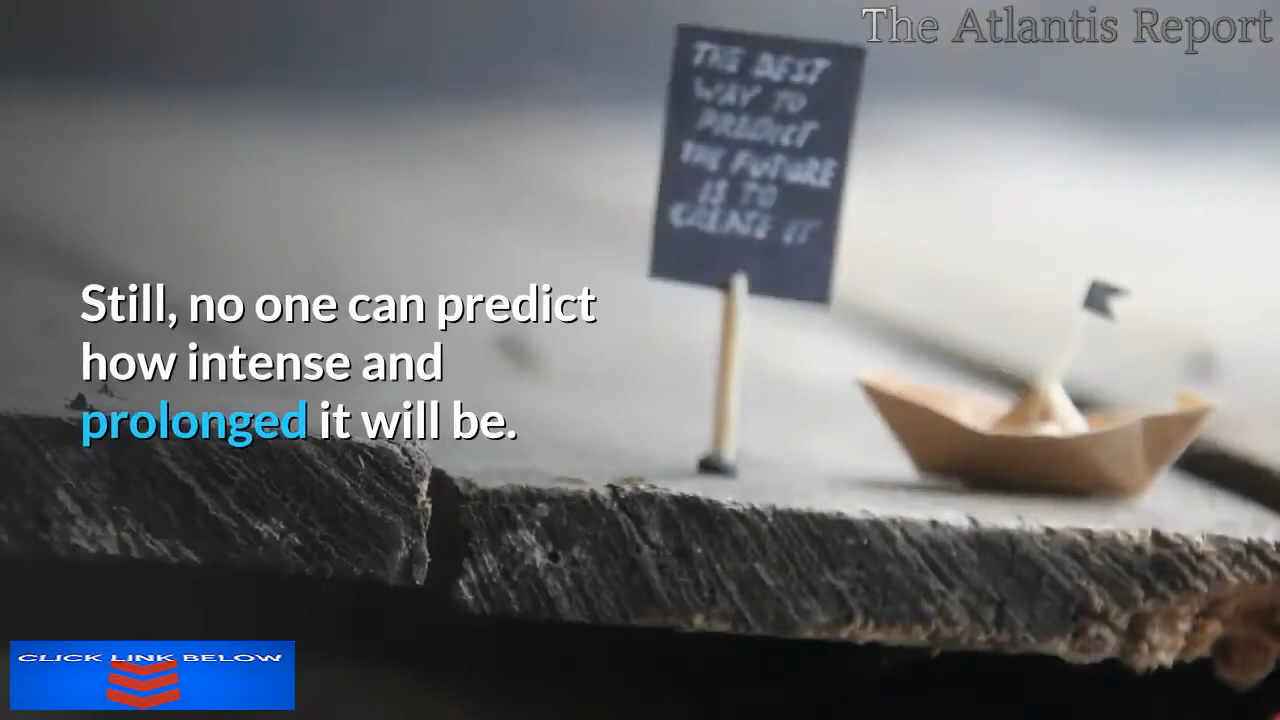 The Atlantis Report
THE BEST
WAY TO
PREDICT
THE FUTURE
IS TO
CREATE IT
Still, no one can predict
how intense and
prolonged it will be.
CLICK LINK BELOW